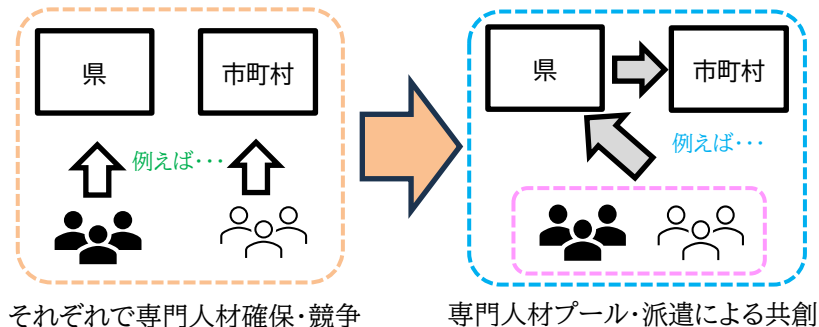 県
市町村
例えば・・・
それぞれで専門人材確保・競争
県
市町村
例えば・・・
専門人材プール・派遣による共創